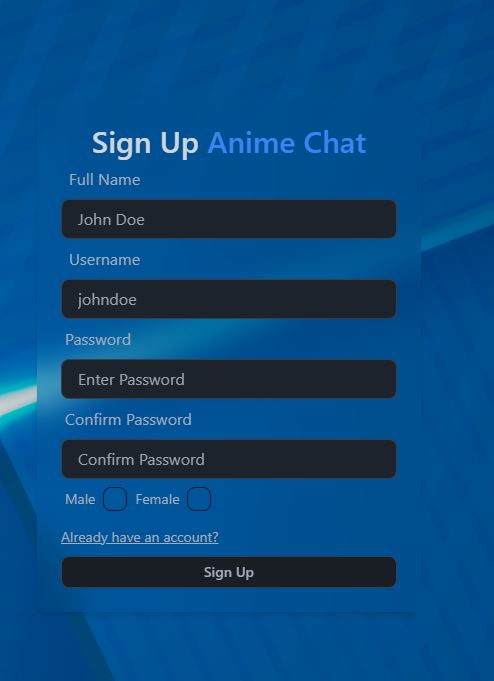 Sign Up Anime Chat
Full Name
John Doe
Username
johndoe
Password
Enter Password
Confirm Password
Confirm Password
Male Female
Already have an account?
Sign Up